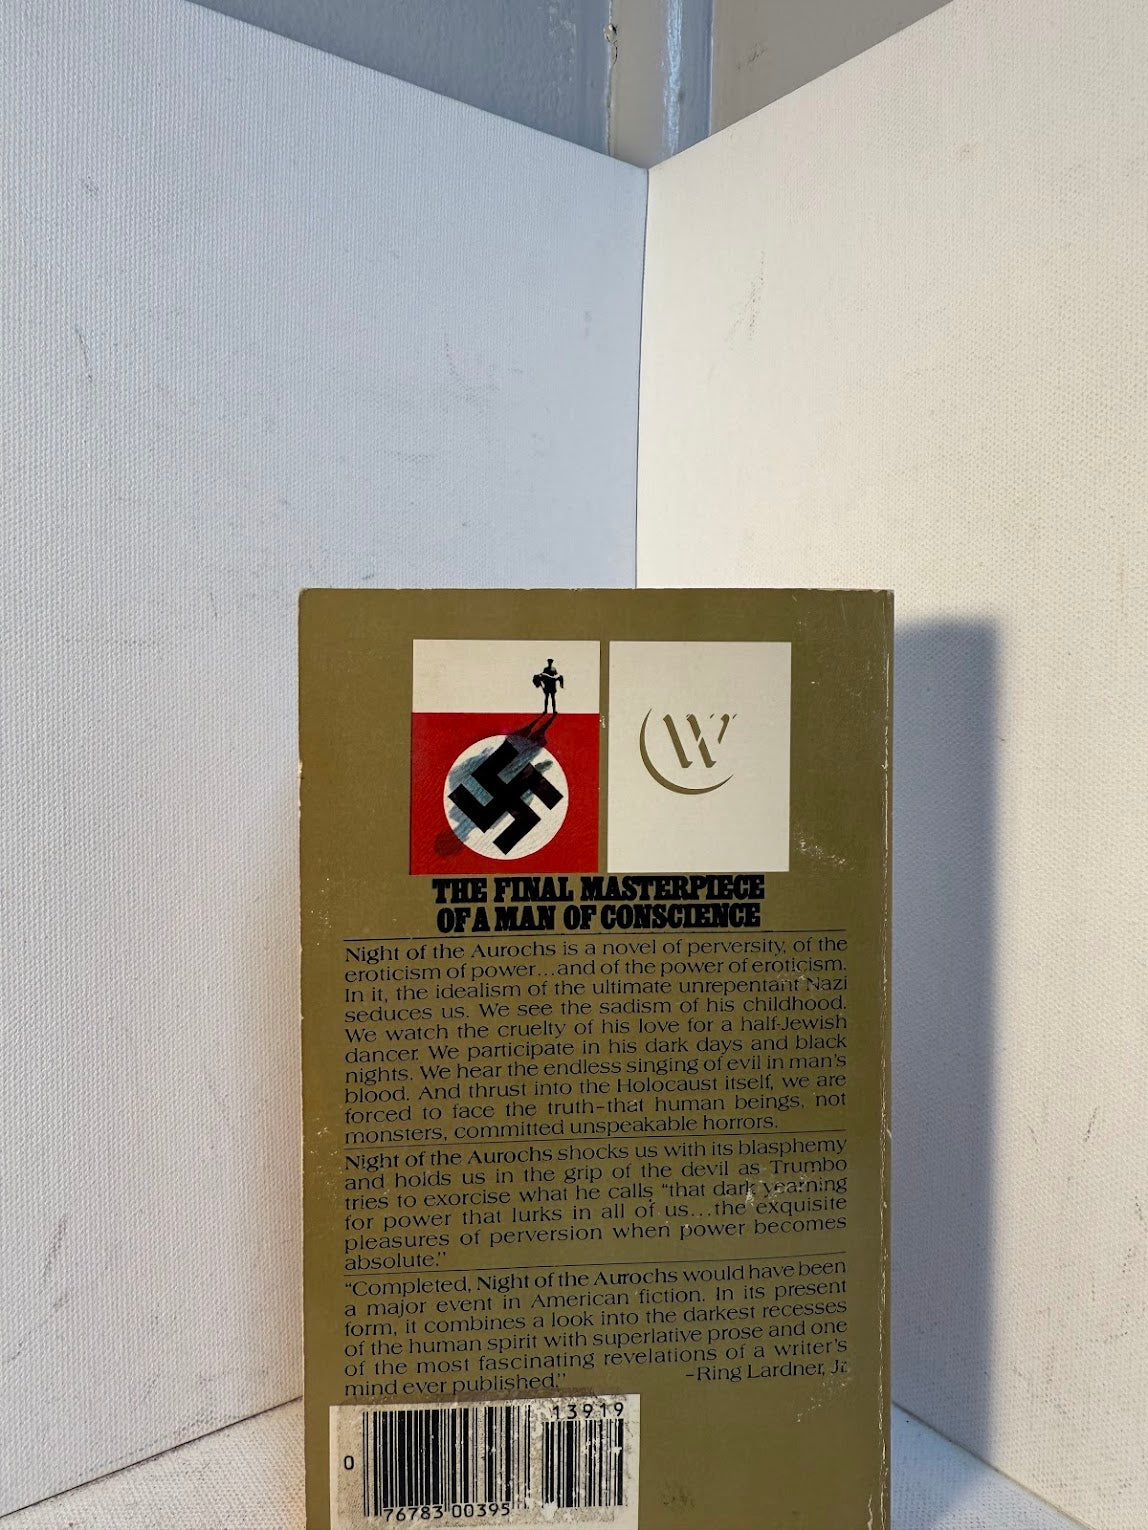 W
THE FINAL MASTERPIECE
OF A MAN OF CONSCIENCE
Night of the Aurochs is a novel of perversity, of the
eroticism of power...and of the power of eroticism.
In it, the idealism of the ultimate unrepentant Nazi
seduces us. We see the sadism of his childhood.
We watch the cruelty of his love for a half-Jewish
dancer. We participate in his dark days and black
nights. We hear the endless singing of evil in man's
blood. And thrust into the Holocaust itself, we are
forced to face the truth–that human beings, not
monsters, committed unspeakable horrors.
Night of the Aurochs shocks us with its blasphemy
and holds us in the grip of the devil as Trumbo
tries to exorcise what he calls "that dark yearning
for power that lurks in all of us...the exquisite
pleasures of perversion when power becomes
absolute."
"Completed, Night of the Aurochs would have been
a major event in American fiction. In its present
form, it combines a look into the darkest recesses
of the human spirit with superlative prose and one
of the most fascinating revelations of a writer's
mind ever published." –Ring Lardner, Jr.
13919
0
76783 00395